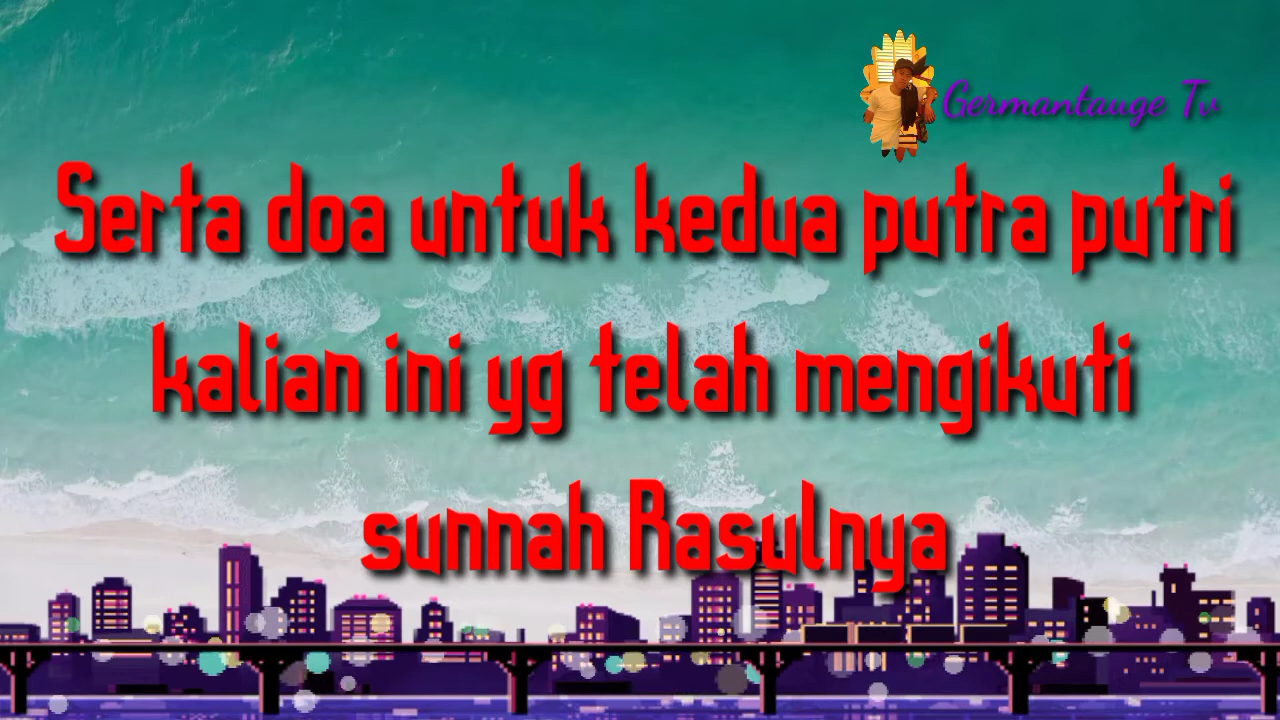 Germantauge Tv
Serta doa untuk kedua putra putri
kalian ini yg telah mengikuti
sunnah Rasulnya